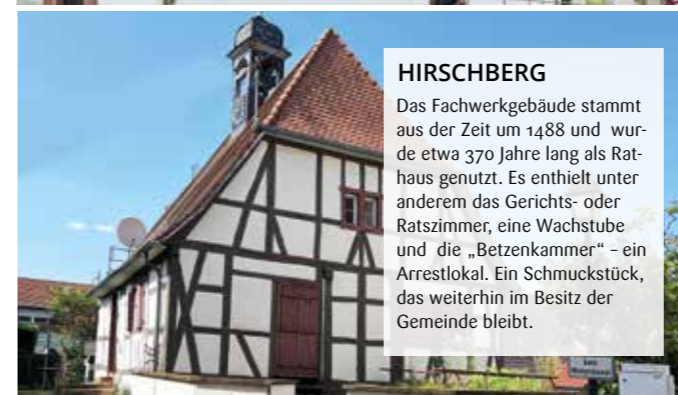 HIRSCHBERG
Das Fachwerkgebäude stammt
aus der Zeit um 1488 und wur-
de etwa 370 Jahre lang als Rat-
haus genutzt. Es enthielt unter
anderem das Gerichts- oder
Ratszimmer, eine Wachstube
und die „Betzenkammer“ – ein
Arrestlokal. Ein Schmuckstück,
das weiterhin im Besitz der
Gemeinde bleibt.